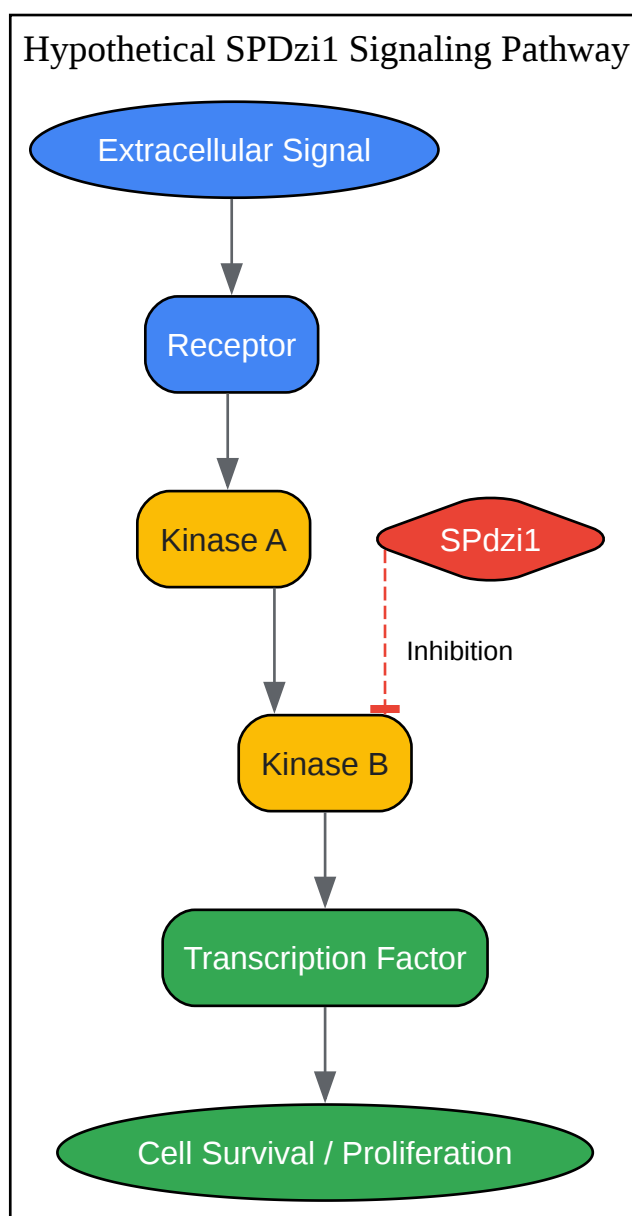 Hypothetical SPDzi1 Signaling Pathway
Extracellular Signal
Receptor
Kinase A
SPdzi1
Inhibition
Kinase B
Transcription Factor
Cell Survival / Proliferation